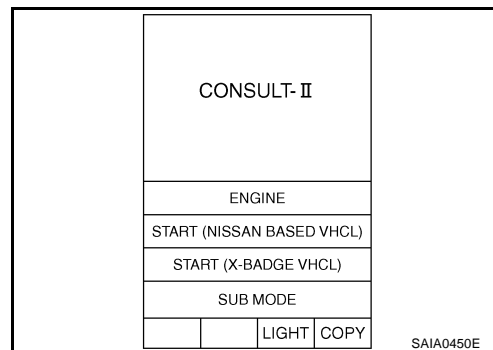 CONSULT-II
ENGINE
START (NISSAN BASED VHCL)
START (X-BADGE VHCL)
SUB MODE
LIGHT COPY
SAIA0450E